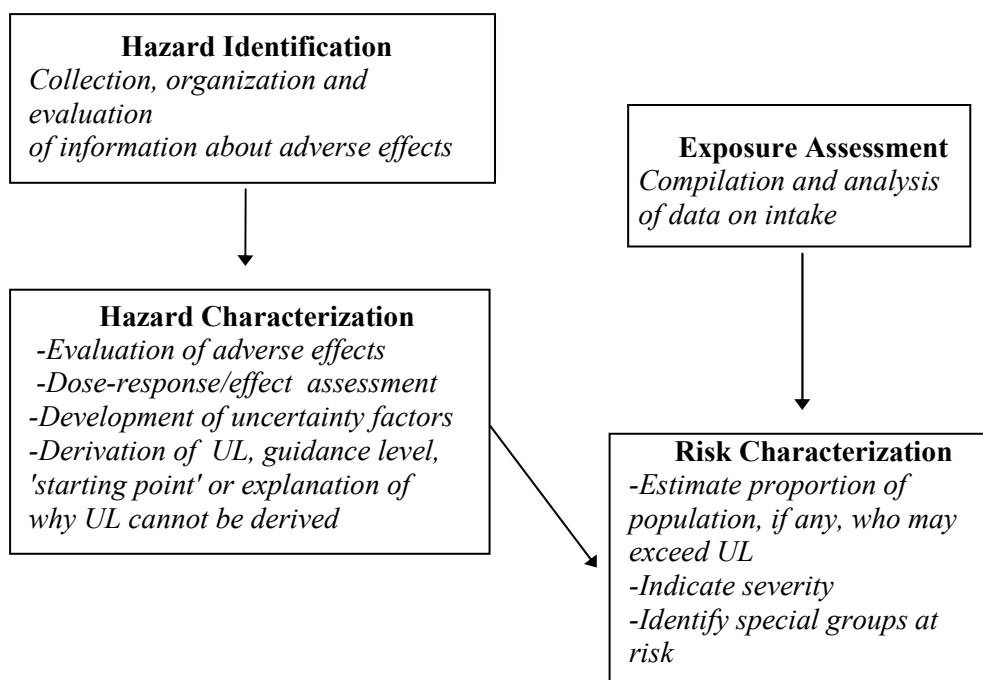 Hazard Identification
Collection, organization and
evaluation
of information about adverse effects
Exposure Assessment
Compilation and analysis
of data on intake
Hazard Characterization
-Evaluation of adverse effects
-Dose-response/effect assessment
-Development of uncertainty factors
-Derivation of UL, guidance level,
'starting point' or explanation of
why UL cannot be derived
Risk Characterization
-Estimate proportion of
population, if any, who may
exceed UL
-Indicate severity
-Identify special groups at
risk